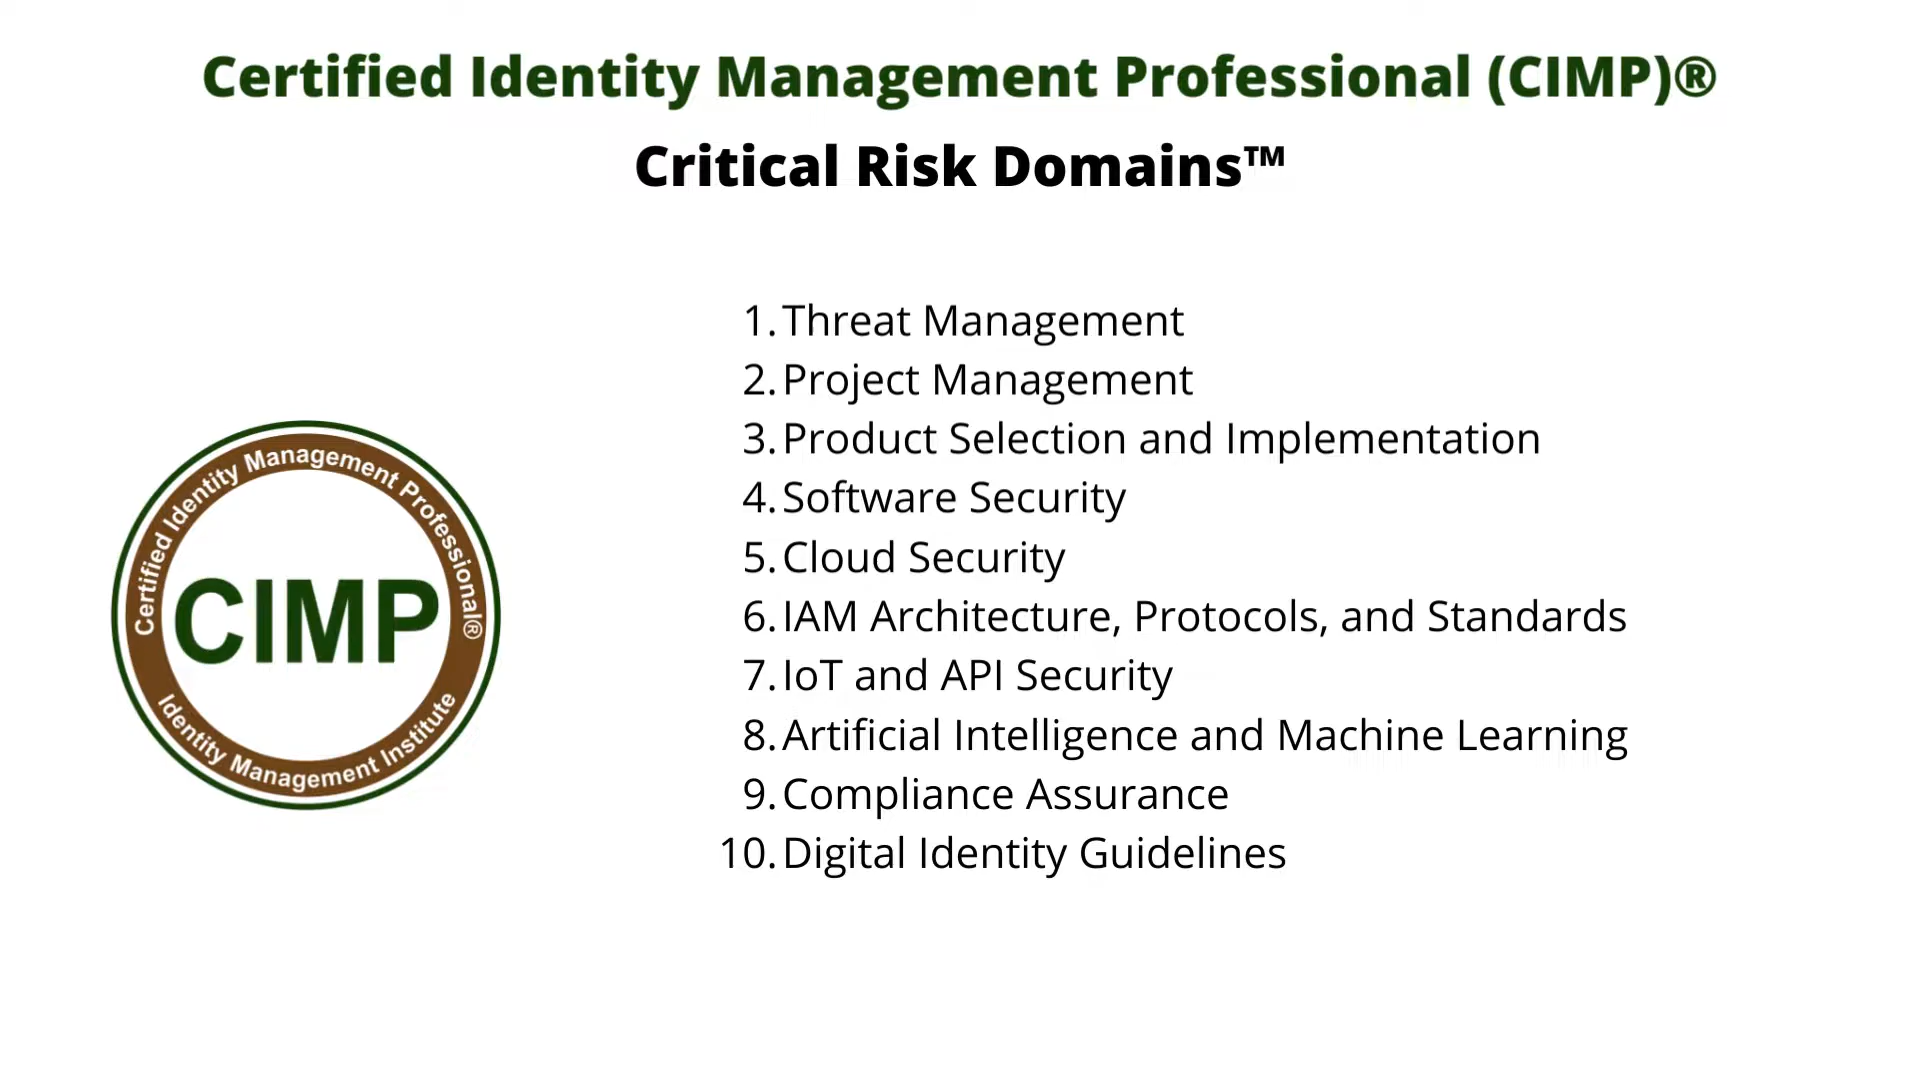 Certified Identity Management Professional (CIMP)®
Critical Risk Domains™
1. Threat Management
2. Project Management
3. Product Selection and Implementation
4. Software Security
5. Cloud Security
6. IAM Architecture, Protocols, and Standards
7. IoT and API Security
8. Artificial Intelligence and Machine Learning
9. Compliance Assurance
10. Digital Identity Guidelines
Certified Identity Management Professional®
CIMP
Identity Management Institute